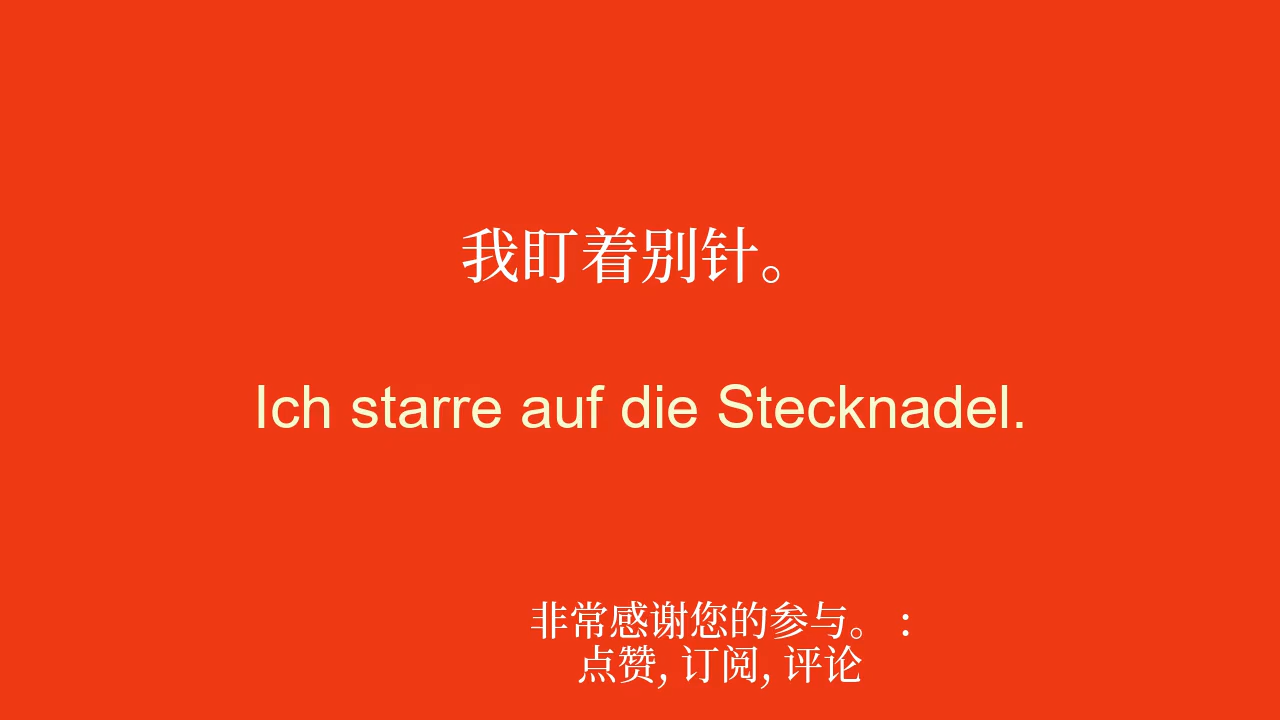 我盯着别针。
Ich starre auf die Stecknadel.
非常感谢您的参与。 :
点赞, 订阅, 评论